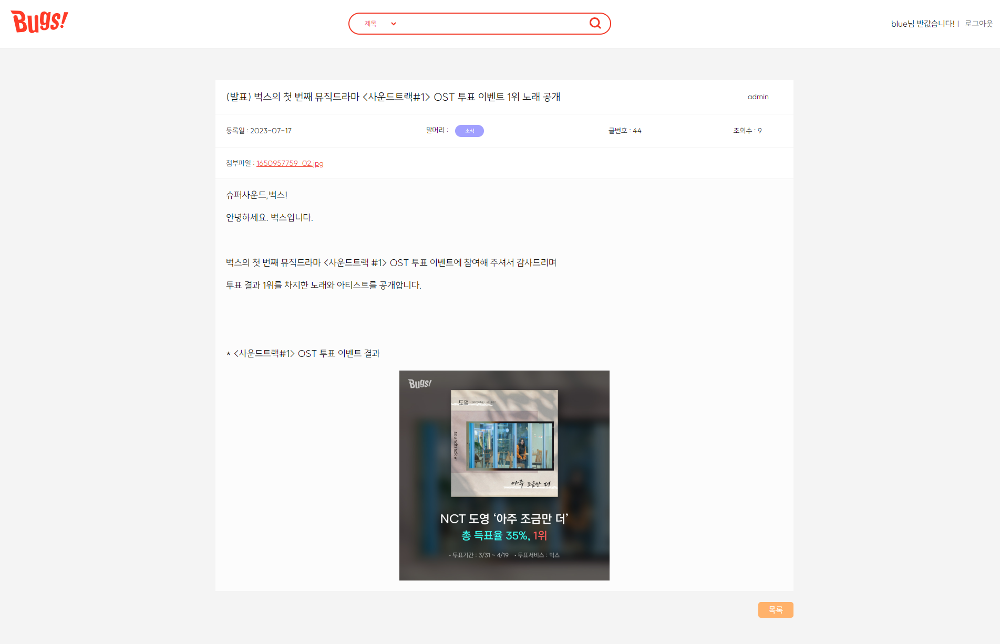 Bugs!
제목
blue님 반갑습니다! | 로그아웃
(발표) 벅스의 첫 번째 뮤직드라마 <사운드트랙#1> OST 투표 이벤트 1위 노래 공개
admin
등록일 : 2023-07-17
말머리 : 소식
글번호 : 44
조회수 : 9
첨부파일 : 1650957759_02.jpg
슈퍼사운드,벅스!
안녕하세요. 벅스입니다.
벅스의 첫 번째 뮤직드라마 <사운드트랙 #1> OST 투표 이벤트에 참여해 주셔서 감사드리며
투표 결과 1위를 차지한 노래와 아티스트를 공개합니다.
* <사운드트랙#1> OST 투표 이벤트 결과
Bugs!
도영 (DOYOUNG) of NCT
soundtrack #1
아주 조금만 더
NCT 도영 ‘아주 조금만 더’
총 득표율 35%, 1위
• 투표기간 : 3/31 ~ 4/19 • 투표서비스 : 벅스
목록